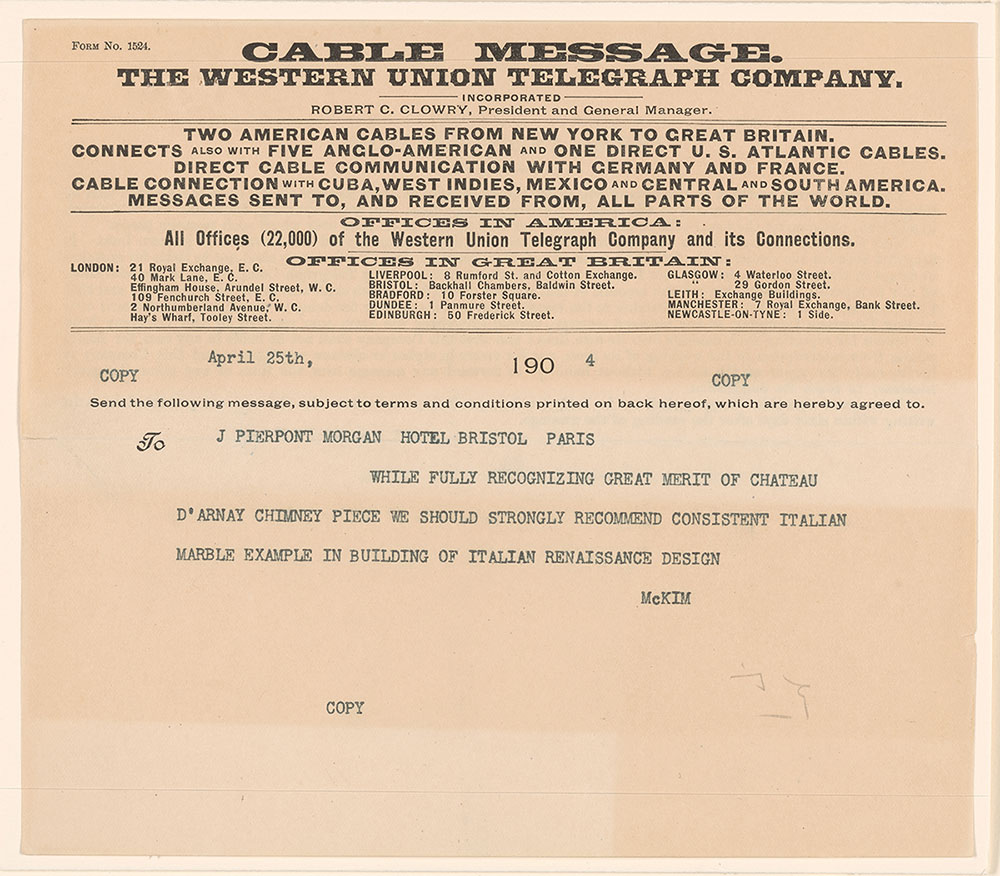 FORM NO. 1524.
CABLE MESSAGE.
THE WESTERN UNION TELEGRAPH COMPANY.
INCORPORATED
ROBERT C. CLOWRY, President and General Manager.
TWO AMERICAN CABLES FROM NEW YORK TO GREAT BRITAIN.
CONNECTS ALSO WITH FIVE ANGLO-AMERICAN AND ONE DIRECT U. S. ATLANTIC CABLES.
DIRECT CABLE COMMUNICATION WITH GERMANY AND FRANCE.
CABLE CONNECTION WITH CUBA, WEST INDIES, MEXICO AND CENTRAL AND SOUTH AMERICA.
MESSAGES SENT TO, AND RECEIVED FROM, ALL PARTS OF THE WORLD.
OFFICES IN AMERICA:
All Offices (22,000) of the Western Union Telegraph Company and its Connections.
OFFICES IN GREAT BRITAIN:
LONDON: 21 Royal Exchange, E. C.
40 Mark Lane, E. C.
Effingham House, Arundel Street, W. C.
109 Fenchurch Street, E. C.
2 Northumberland Avenue, W. C.
Hay's Wharf, Tooley Street.
LIVERPOOL: 8 Rumford St. and Cotton Exchange.
BRISTOL: Backhall Chambers, Baldwin Street.
BRADFORD: 10 Forster Square.
DUNDEE: 1 Panmure Street.
EDINBURGH: 50 Frederick Street.
GLASGOW: 4 Waterloo Street.
" 29 Gordon Street.
LEITH: Exchange Buildings.
MANCHESTER: 7 Royal Exchange, Bank Street.
NEWCASTLE-ON-TYNE: 1 Side.
April 25th, 190 4
COPY COPY
Send the following message, subject to terms and conditions printed on back hereof, which are hereby agreed to.
To J PIERPONT MORGAN HOTEL BRISTOL PARIS
WHILE FULLY RECOGNIZING GREAT MERIT OF CHATEAU
D'ARNAY CHIMNEY PIECE WE SHOULD STRONGLY RECOMMEND CONSISTENT ITALIAN
MARBLE EXAMPLE IN BUILDING OF ITALIAN RENAISSANCE DESIGN
McKIM
COPY